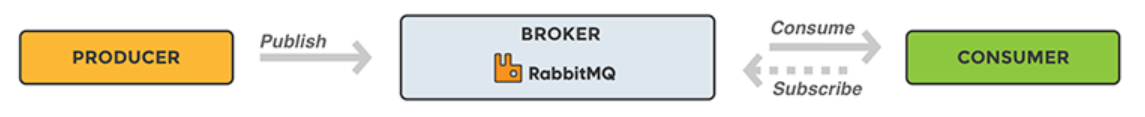 PRODUCER
Publish
BROKER
RabbitMQ
Consume
Subscribe
CONSUMER